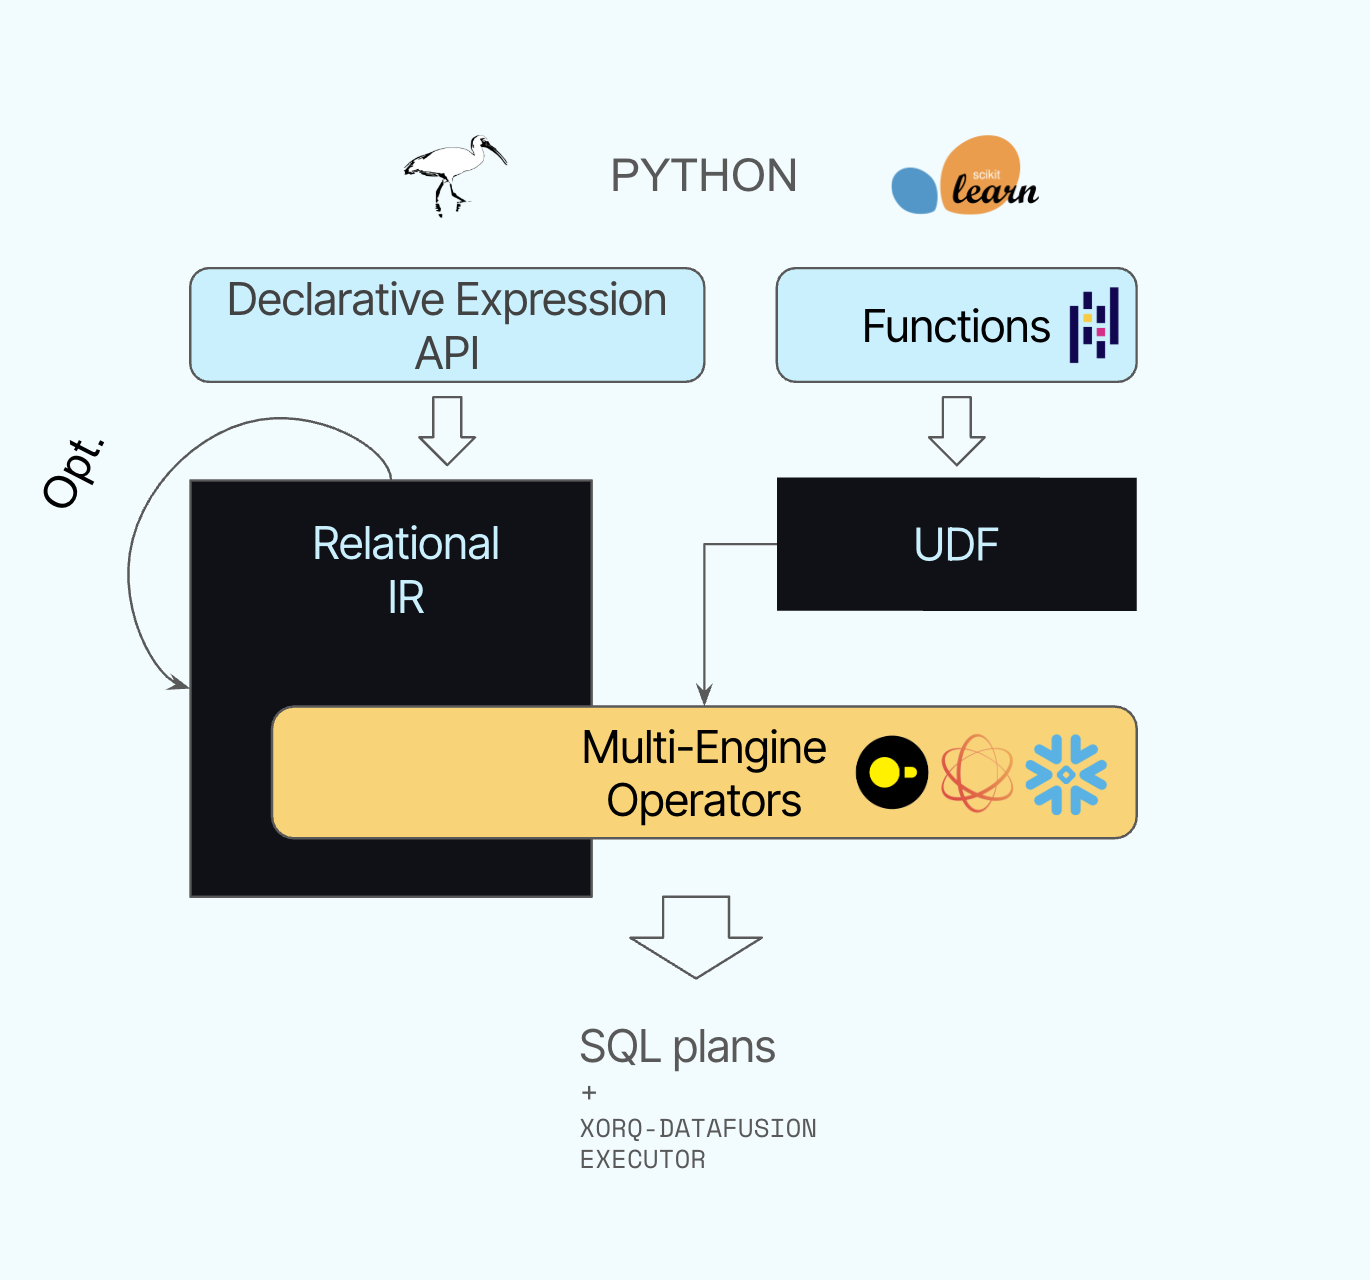 PYTHON
scikit
learn
Declarative Expression
API
Functions
Opt.
Relational
IR
UDF
Multi-Engine
Operators
SQL plans
+
XORQ-DATAFUSION
EXECUTOR